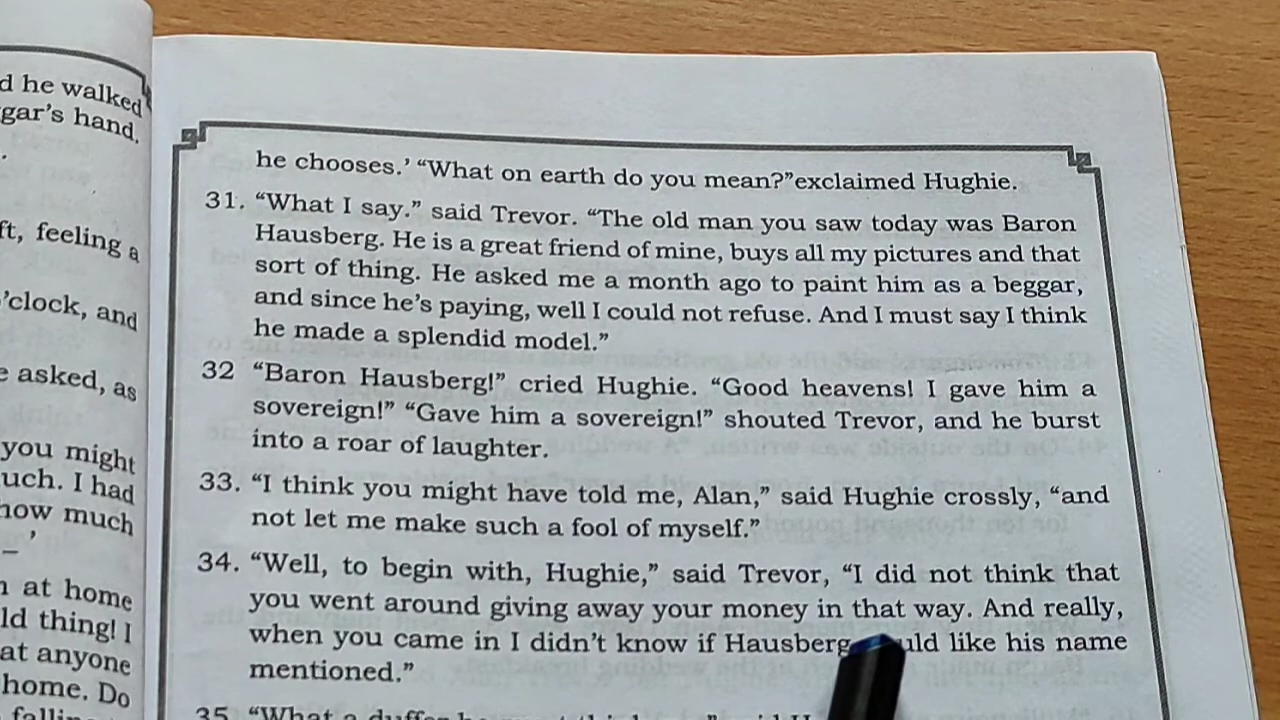 d he walked
gar's hand.
.
ft, feeling a
'clock, and
e asked, as
you might
uch. I had
now much
– '
n at home
ld thing! I
at anyone
home. Do
he chooses.' “What on earth do you mean?”exclaimed Hughie.
31. “What I say.” said Trevor. “The old man you saw today was Baron
Hausberg. He is a great friend of mine, buys all my pictures and that
sort of thing. He asked me a month ago to paint him as a beggar,
and since he's paying, well I could not refuse. And I must say I think
he made a splendid model.”
32 “Baron Hausberg!” cried Hughie. “Good heavens! I gave him a
sovereign!” “Gave him a sovereign!” shouted Trevor, and he burst
into a roar of laughter.
33. “I think you might have told me, Alan,” said Hughie crossly, “and
not let me make such a fool of myself.”
34. “Well, to begin with, Hughie,” said Trevor, “I did not think that
you went around giving away your money in that way. And really,
when you came in I didn't know if Hausberg uld like his name
mentioned.”
35 “What a duffer